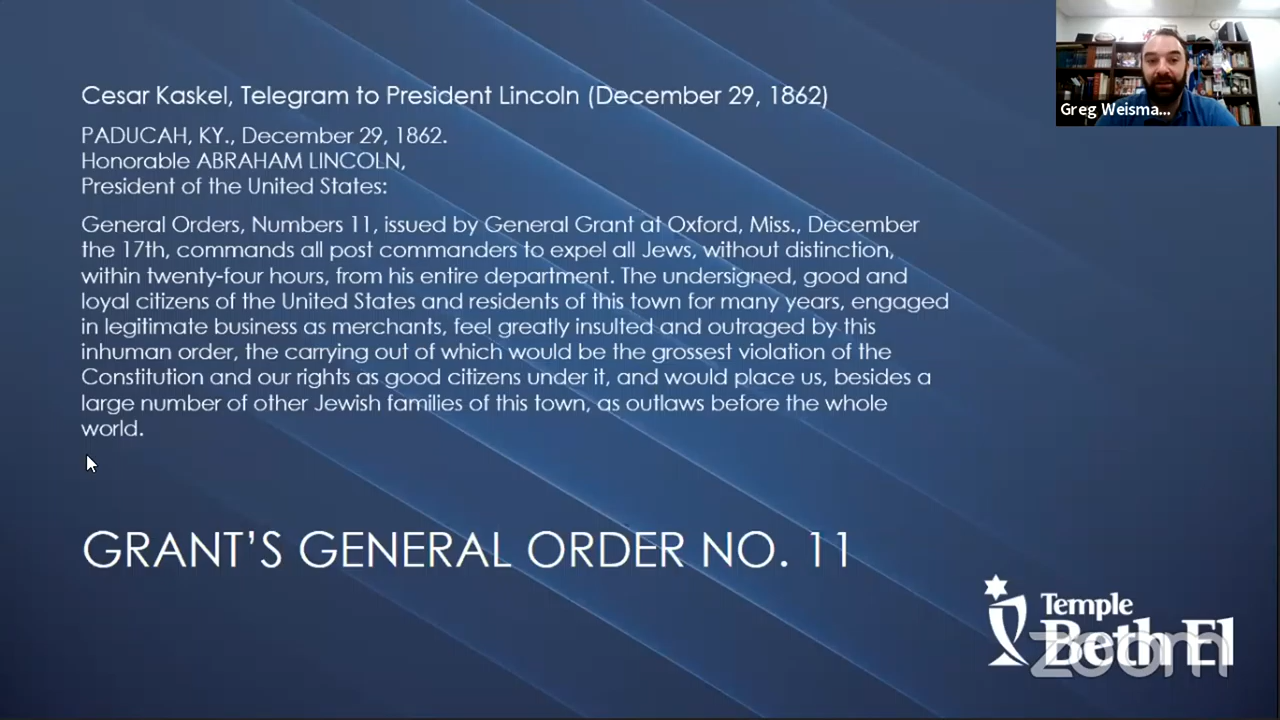 Cesar Kaskel, Telegram to President Lincoln (December 29, 1862)
PADUCAH, KY., December 29, 1862.
Honorable ABRAHAM LINCOLN,
President of the United States:
General Orders, Numbers 11, issued by General Grant at Oxford, Miss., December
the 17th, commands all post commanders to expel all Jews, without distinction,
within twenty-four hours, from his entire department. The undersigned, good and
loyal citizens of the United States and residents of this town for many years, engaged
in legitimate business as merchants, feel greatly insulted and outraged by this
inhuman order, the carrying out of which would be the grossest violation of the
Constitution and our rights as good citizens under it, and would place us, besides a
large number of other Jewish families of this town, as outlaws before the whole
world.
GRANT'S GENERAL ORDER NO. 11
Greg Weisma...
Temple
Beth El
zoom